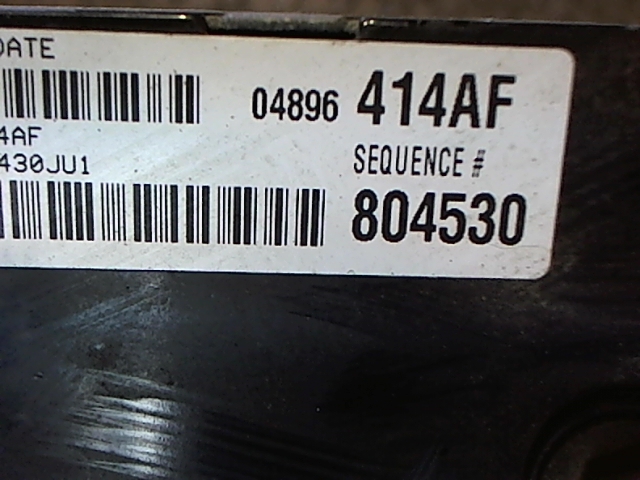 DATE
04896 414AF
4AF
430JU1
SEQUENCE #
804530